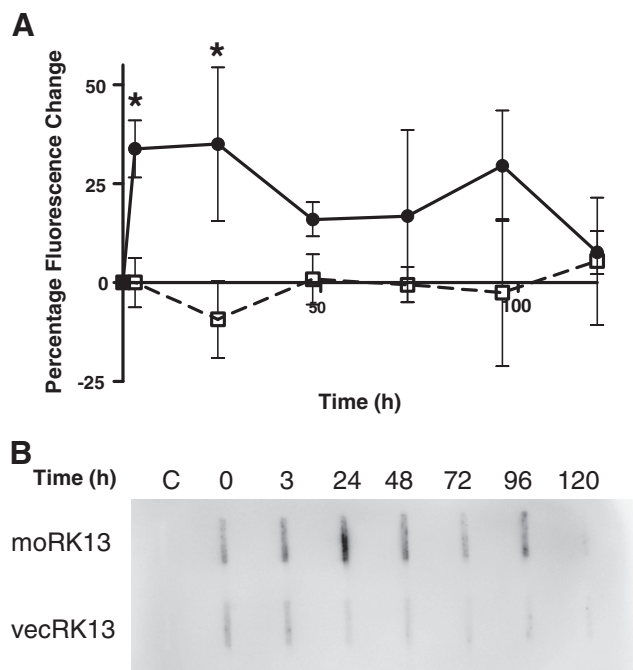 A
Percentage Fluorescence Change
50
25
0
-25
*
*
50
100
Time (h)
B
Time (h) C 0 3 24 48 72 96 120
moRK13
vecRK13